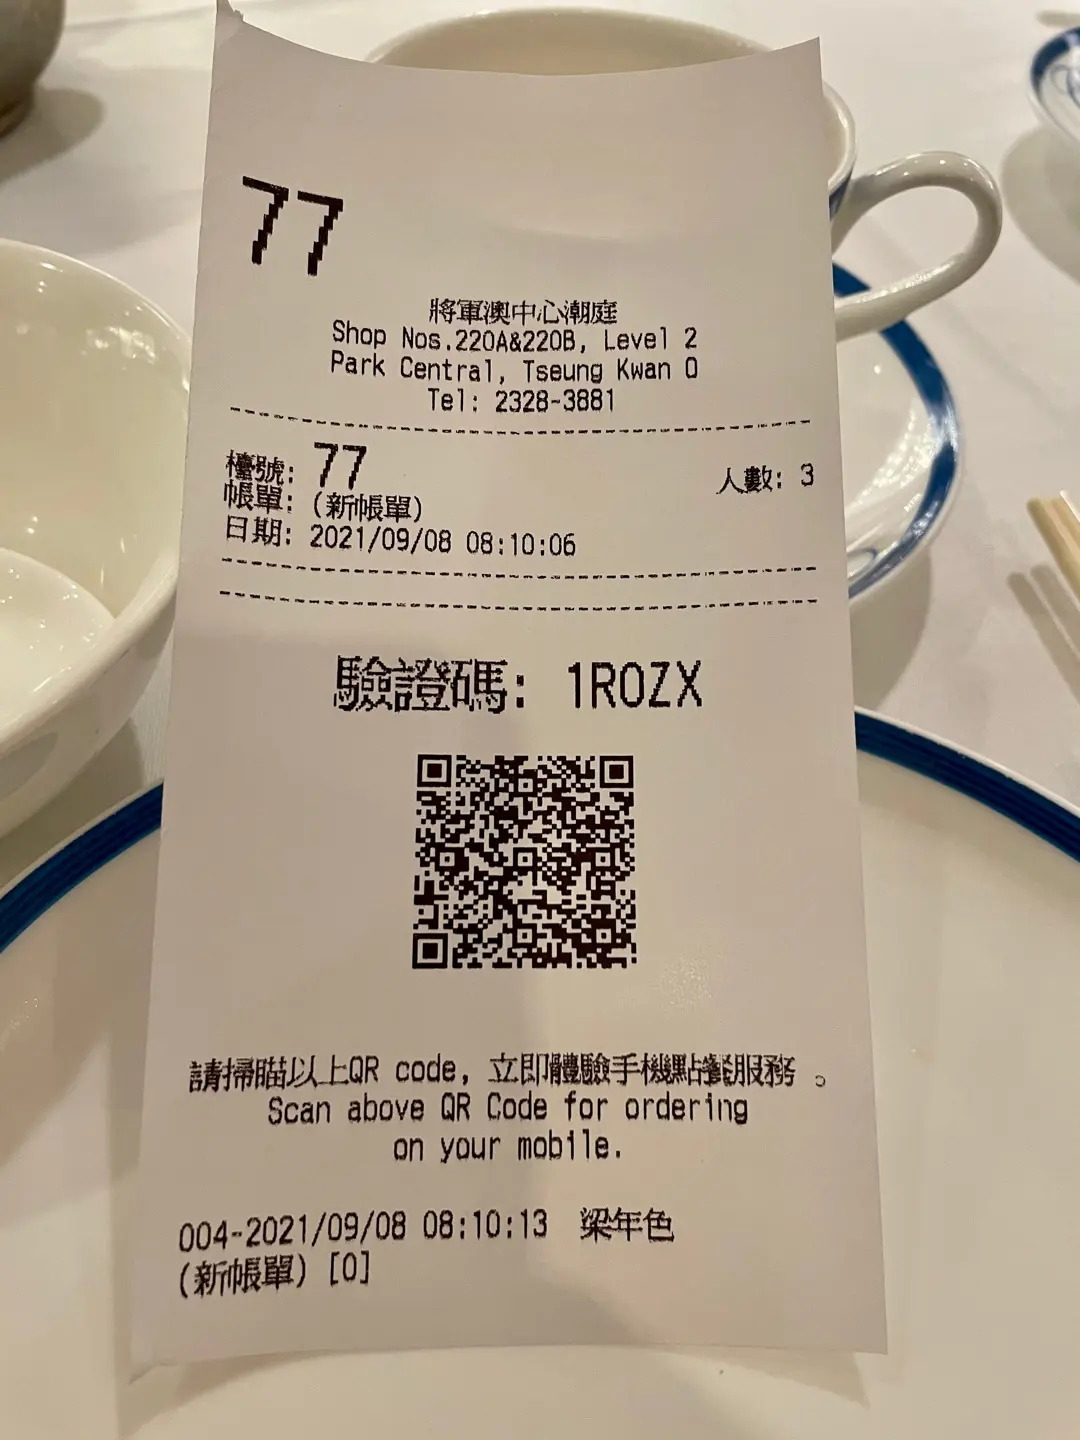 77
將軍澳中心潮庭
Shop Nos.220A&220B, Level 2
Park Central, Tseung Kwan O
Tel: 2328-3881
檯號: 77 人數: 3
帳單: (新帳單)
日期: 2021/09/08 08:10:06
驗證碼: 1R0ZX
請掃瞄以上QR code, 立即體驗手機點餐服務 。
Scan above QR Code for ordering
on your mobile.
004-2021/09/08 08:10:13 梁年色
(新帳單) [0]